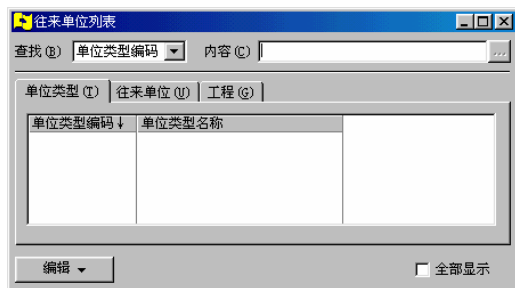 往来单位列表
查找(B) 单位类型编码 内容(C) ...
单位类型(T) 往来单位(U) 工程(G)
单位类型编码↓ 单位类型名称
编辑 全部显示